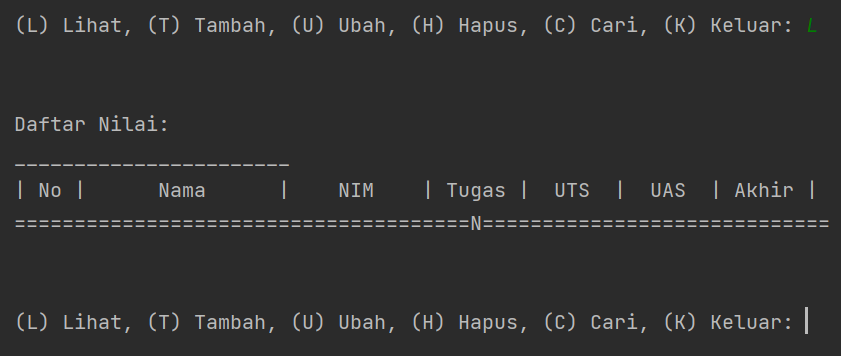 (L) Lihat, (T) Tambah, (U) Ubah, (H) Hapus, (C) Cari, (K) Keluar: L
Daftar Nilai:
_______________________
| No |      Nama      |    NIM    | Tugas |  UTS  |  UAS  | Akhir |
======================================N=============================
(L) Lihat, (T) Tambah, (U) Ubah, (H) Hapus, (C) Cari, (K) Keluar: